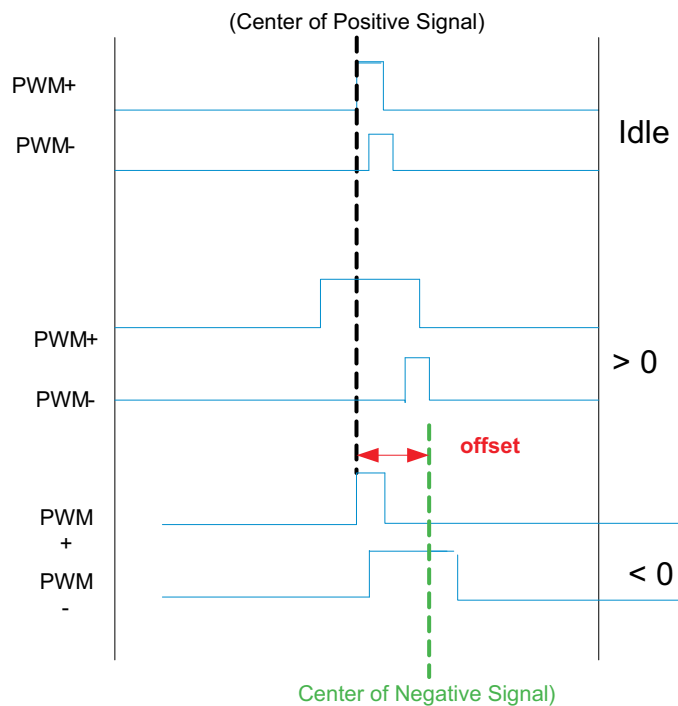 (Center of Positive Signal)
PWM+
PWM-
Idle
PWM+
PWM-
> 0
offset
PWM
+
PWM
-
< 0
Center of Negative Signal)